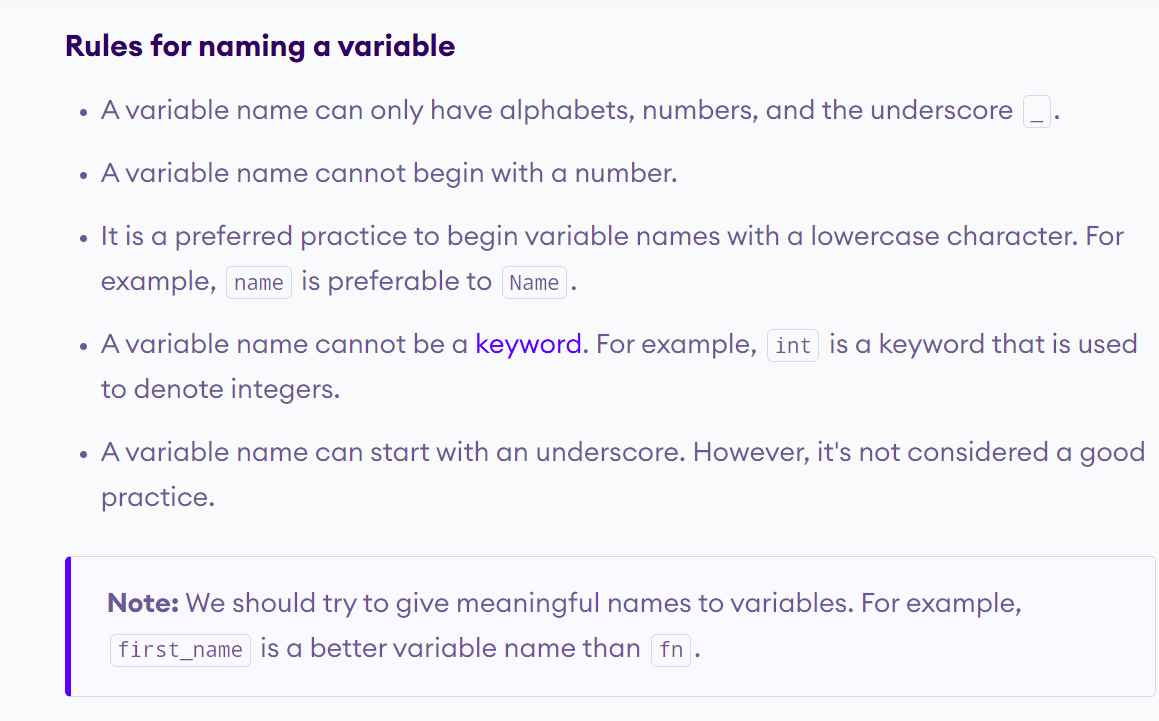 Rules for naming a variable
• A variable name can only have alphabets, numbers, and the underscore _.
• A variable name cannot begin with a number.
• It is a preferred practice to begin variable names with a lowercase character. For
example, name is preferable to Name.
• A variable name cannot be a keyword. For example, int is a keyword that is used
to denote integers.
• A variable name can start with an underscore. However, it's not considered a good
practice.
Note: We should try to give meaningful names to variables. For example,
first_name is a better variable name than fn.